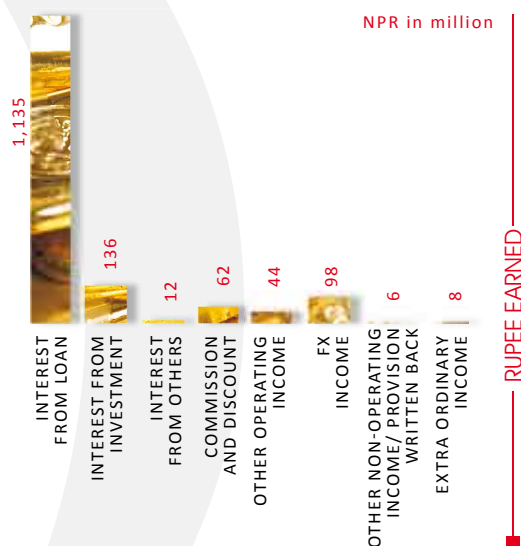 NPR in million
RUPEE EARNED
1,135
136
12
62
44
98
6
8
INTEREST
FROM LOAN
INTEREST FROM
INVESTMENT
INTEREST
FROM OTHERS
COMMISSION
AND DISCOUNT
OTHER OPERATING
INCOME
FX
INCOME
OTHER NON-OPERATING
INCOME/ PROVISION
WRITTEN BACK
EXTRA ORDINARY
INCOME